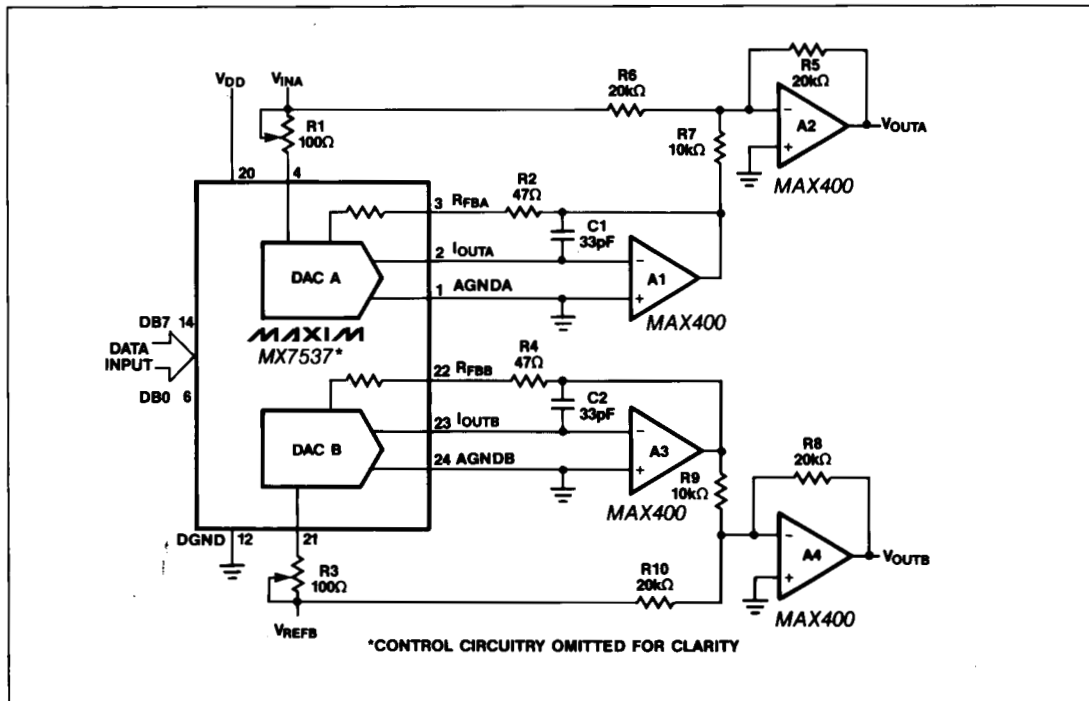 VDD
VINA
R1
100Ω
20
4
R6
20kΩ
R5
20kΩ
R7
10kΩ
−
A2
+
VOUTA
MAX400
3 RFBA
R2
47Ω
C1
33pF
2 IOUTA
1 AGNDA
−
A1
+
MAX400
DAC A
MAXIM
MX7537*
DB7 14
DATA
INPUT
DB0 6
22 RFBB
R4
47Ω
C2
33pF
23 IOUTB
24 AGNDB
−
A3
+
MAX400
DAC B
R9
10kΩ
R8
20kΩ
−
A4
+
VOUTB
MAX400
DGND 12
21
R3
100Ω
VREFB
R10
20kΩ
*CONTROL CIRCUITRY OMITTED FOR CLARITY